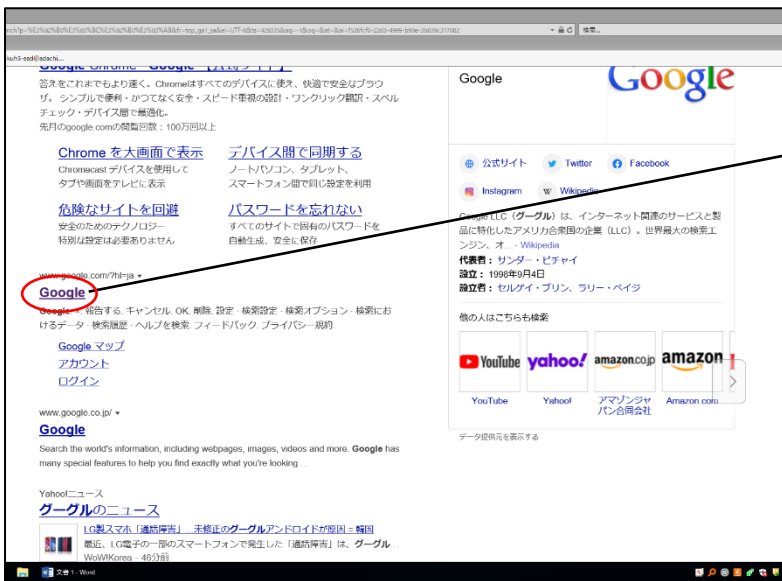 検索...
kuhS-ead@adachi...
Google Chrome - Google 【公式サイト】
答えをこれまでもより速く。Chromeはすべてのデバイスに使え、快適で安全なブラウ
ザ。シンプルで便利・かつてなく安全・スピード重視の設計・ワンクリック翻訳・スペル
チェック・デバイス間で最適化。
先月のgoogle.comの閲覧回数：100万回以上
Chrome を大画面で表示
Chromecast デバイスを使用して
タブや画面をテレビに表示
デバイス間で同期する
ノートパソコン、タブレット、
スマートフォン間で同じ設定を利用
危険なサイトを回避
安全のためのテクノロジー
特別な設定は必要ありません
パスワードを忘れない
すべてのサイトで固有のパスワードを
自動生成、安全に保存
www.google.com/?hl=ja
Google
Google. ×. 報告する. キャンセル. OK. 削除. 設定 · 検索設定 · 検索オプション · 検索にお
けるデータ · 検索履歴 · ヘルプを検索. フィードバック. プライバシー規約.
Google マップ
アカウント
ログイン
www.google.co.jp/
Google
Search the world's information, including webpages, images, videos and more. Google has
many special features to help you find exactly what you're looking ...
Yahoo!ニュース
グーグルのニュース
LG製スマホ「通話障害」…未修正のグーグルアンドロイドが原因＝韓国
最近、LG電子の一部のスマートフォンで発生した「通話障害」は、グーグル...
WoW!Korea - 46分前
Google
Google
公式サイト
Twitter
Facebook
Instagram
W Wikipedia
Google LLC（グーグル）は、インターネット関連のサービスと製
品に特化したアメリカ合衆国の企業（LLC）。世界最大の検索エ
ンジン、オ... - Wikipedia
代表者： サンダー・ピチャイ
設立： 1998年9月4日
設立者： セルゲイ・ブリン、ラリー・ペイジ
他の人はこちらも検索
YouTube
yahoo!
amazon.co.jp
amazon
YouTube
Yahoo!
アマゾンジャ
パン合同会社
Amazon.com
データ提供元を表示する
文書 1 - Word